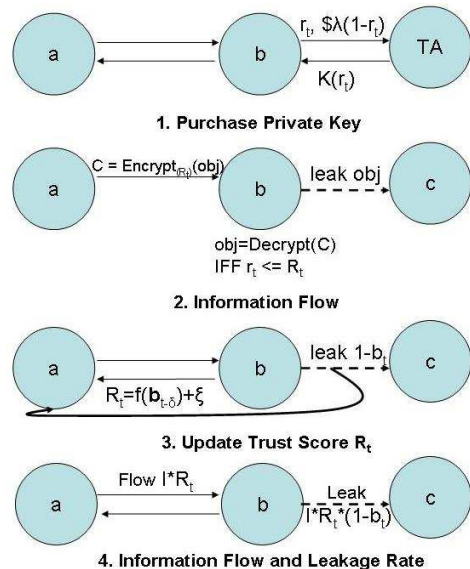 a
b
r_t, $λ(1-r_t)
TA
K(r_t)
1. Purchase Private Key
a
C = Encrypt_(R_t)(obj)
b
leak obj
c
obj=Decrypt(C)
IFF r_t <= R_t
2. Information Flow
a
b
leak 1-b_t
c
R_t=f(b_t-δ)+ξ
3. Update Trust Score R_t
a
Flow I*R_t
b
Leak
I*R_t*(1-b_t)
c
4. Information Flow and Leakage Rate